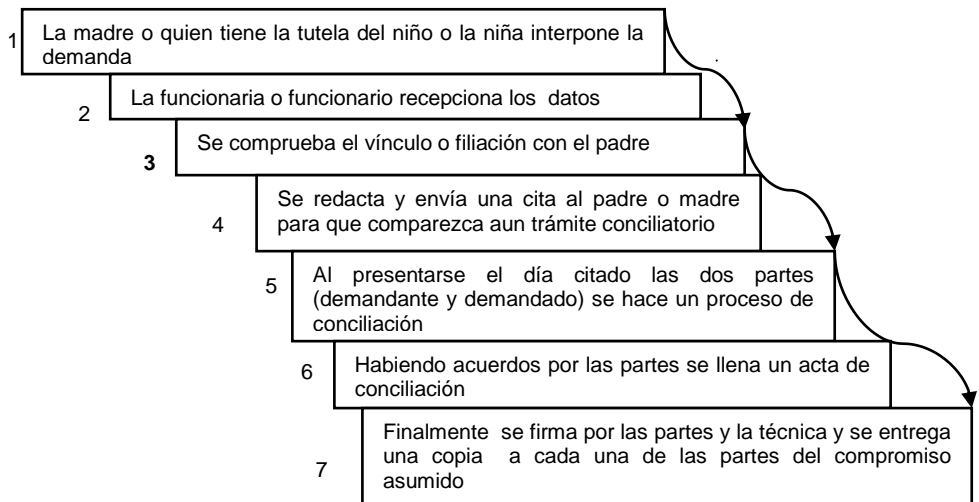 1 La madre o quien tiene la tutela del niño o la niña interpone la
demanda
2 La funcionaria o funcionario recepciona los datos
3 Se comprueba el vínculo o filiación con el padre
Se redacta y envía una cita al padre o madre
4 para que comparezca aun trámite conciliatorio
5 Al presentarse el día citado las dos partes
(demandante y demandado) se hace un proceso de
conciliación
6 Habiendo acuerdos por las partes se llena un acta de
conciliación
Finalmente se firma por las partes y la técnica y se entrega
una copia a cada una de las partes del compromiso
7 asumido